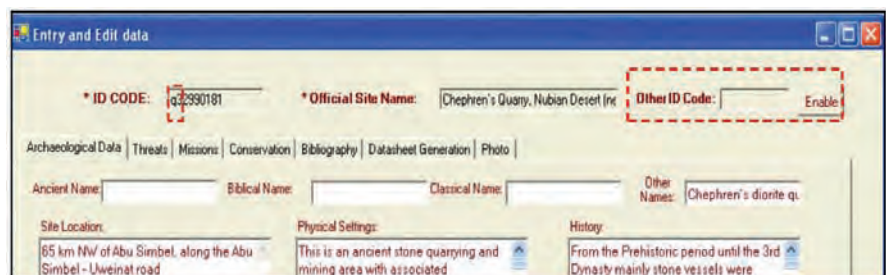 Entry and Edit data
* ID CODE: q32990181 * Official Site Name: Chephren's Quarry, Nubian Desert (ne Other ID Code: Enable
Archaeological Data Threats Missions Conservation Bibliography Datasheet Generation Photo
Ancient Name: Biblical Name: Classical Name: Other Names: Chephren's diorite qu
Site Location: Physical Settings: History:
65 km NW of Abu Simbel, along the Abu This is an ancient stone quarrying and From the Prehistoric period until the 3rd
Simbel - Uweinat road mining area with associated Dynasty mainly stone vessels were